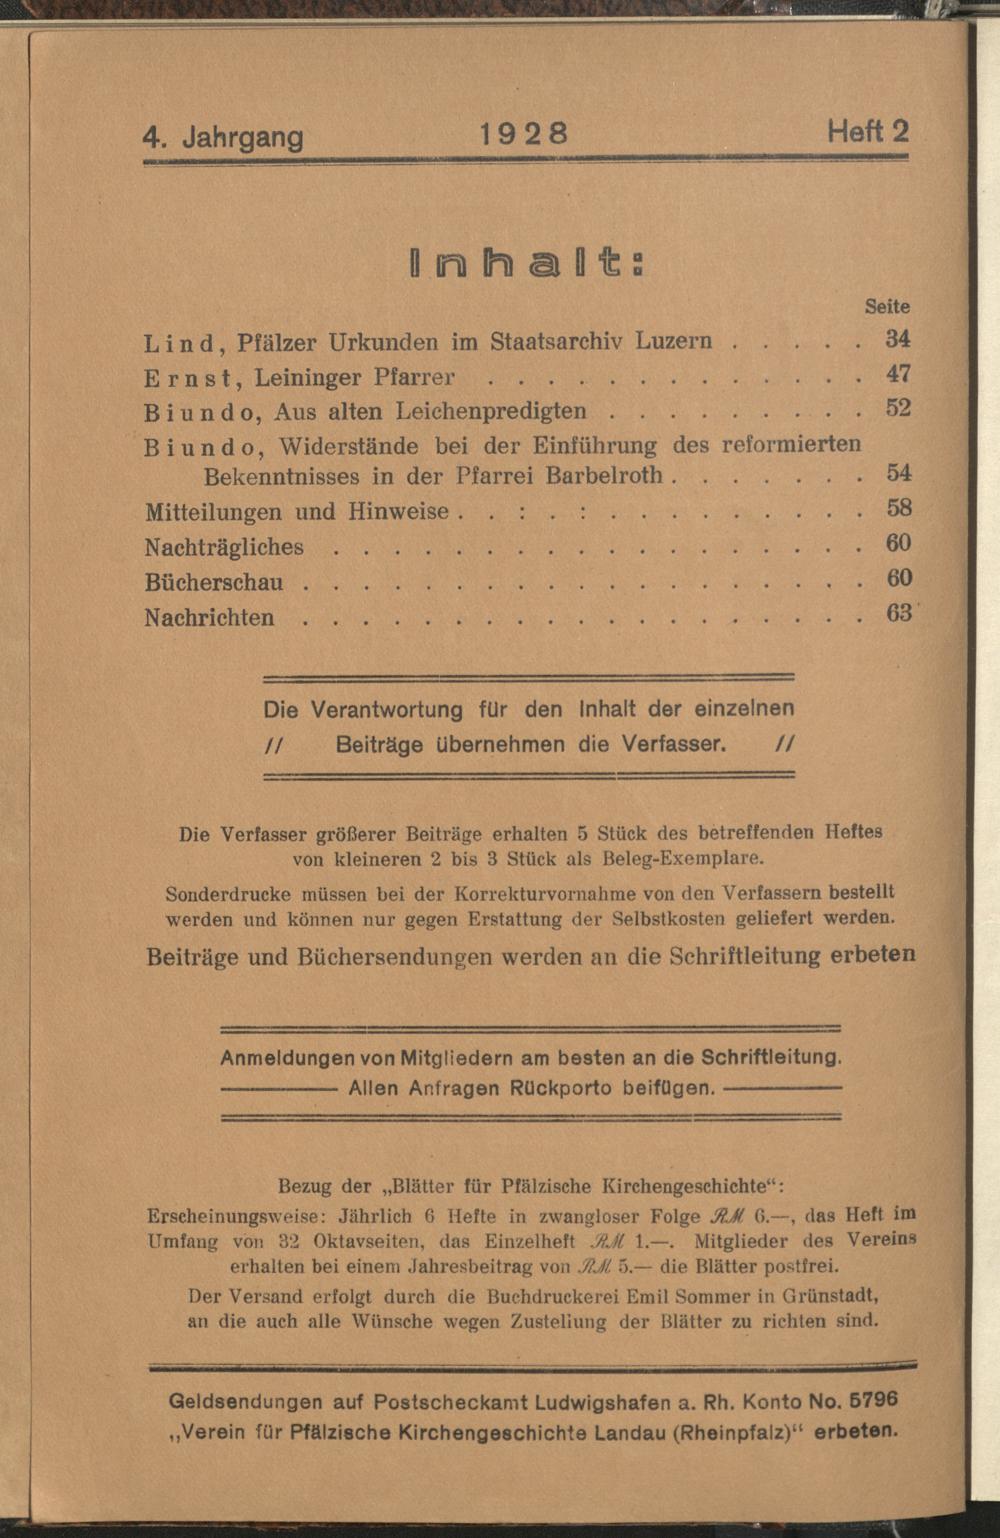 4. Jahrgang 1928 Heft 2
Inhalt:
Seite
Lind, Pfälzer Urkunden im Staatsarchiv Luzern . . . . . 34
Ernst, Leininger Pfarrer . . . . . . . . . . . . . 47
Biundo, Aus alten Leichenpredigten . . . . . . . . . 52
Biundo, Widerstände bei der Einführung des reformierten
Bekenntnisses in der Pfarrei Barbelroth . . . . . . . 54
Mitteilungen und Hinweise . . : . : . . . . . . . . . 58
Nachträgliches . . . . . . . . . . . . . . . . . . 60
Bücherschau . . . . . . . . . . . . . . . . . . . 60
Nachrichten . . . . . . . . . . . . . . . . . . . 63
Die Verantwortung für den Inhalt der einzelnen
// Beiträge übernehmen die Verfasser. //
Die Verfasser größerer Beiträge erhalten 5 Stück des betreffenden Heftes
von kleineren 2 bis 3 Stück als Beleg-Exemplare.
Sonderdrucke müssen bei der Korrekturvornahme von den Verfassern bestellt
werden und können nur gegen Erstattung der Selbstkosten geliefert werden.
Beiträge und Büchersendungen werden an die Schriftleitung erbeten
Anmeldungen von Mitgliedern am besten an die Schriftleitung.
Allen Anfragen Rückporto beifügen.
Bezug der „Blätter für Pfälzische Kirchengeschichte“:
Erscheinungsweise: Jährlich 6 Hefte in zwangloser Folge RM 6.—, das Heft im
Umfang von 32 Oktavseiten, das Einzelheft RM 1.—. Mitglieder des Vereins
erhalten bei einem Jahresbeitrag von RM 5.— die Blätter postfrei.
Der Versand erfolgt durch die Buchdruckerei Emil Sommer in Grünstadt,
an die auch alle Wünsche wegen Zustellung der Blätter zu richten sind.
Geldsendungen auf Postscheckamt Ludwigshafen a. Rh. Konto No. 5796
„Verein für Pfälzische Kirchengeschichte Landau (Rheinpfalz)“ erbeten.